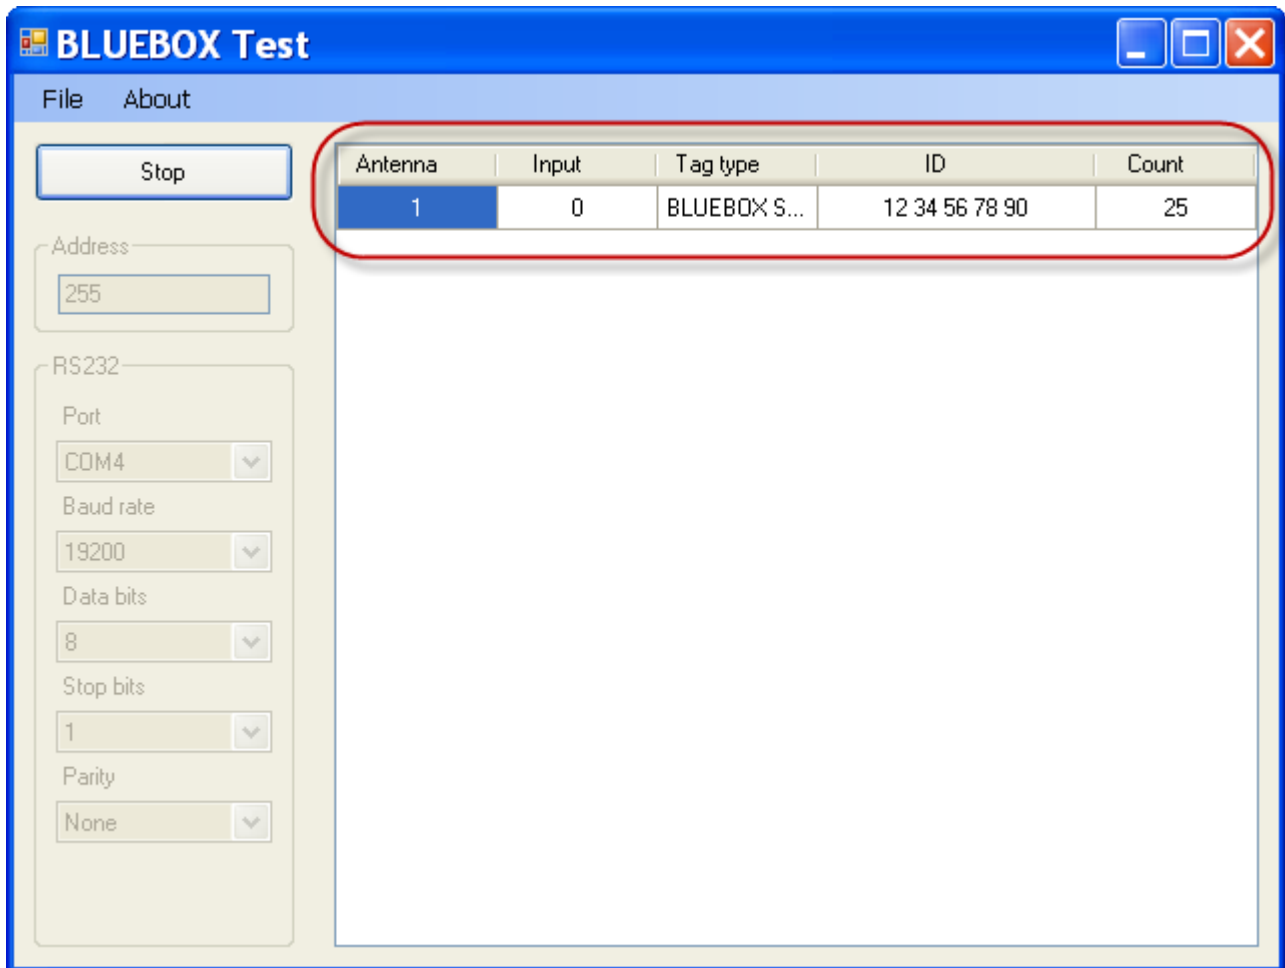 BLUEBOX Test
File About
Stop
Address
255
RS232
Port
COM4
Baud rate
19200
Data bits
8
Stop bits
1
Parity
None
Antenna Input Tag type ID Count
1 0 BLUEBOX S... 12 34 56 78 90 25